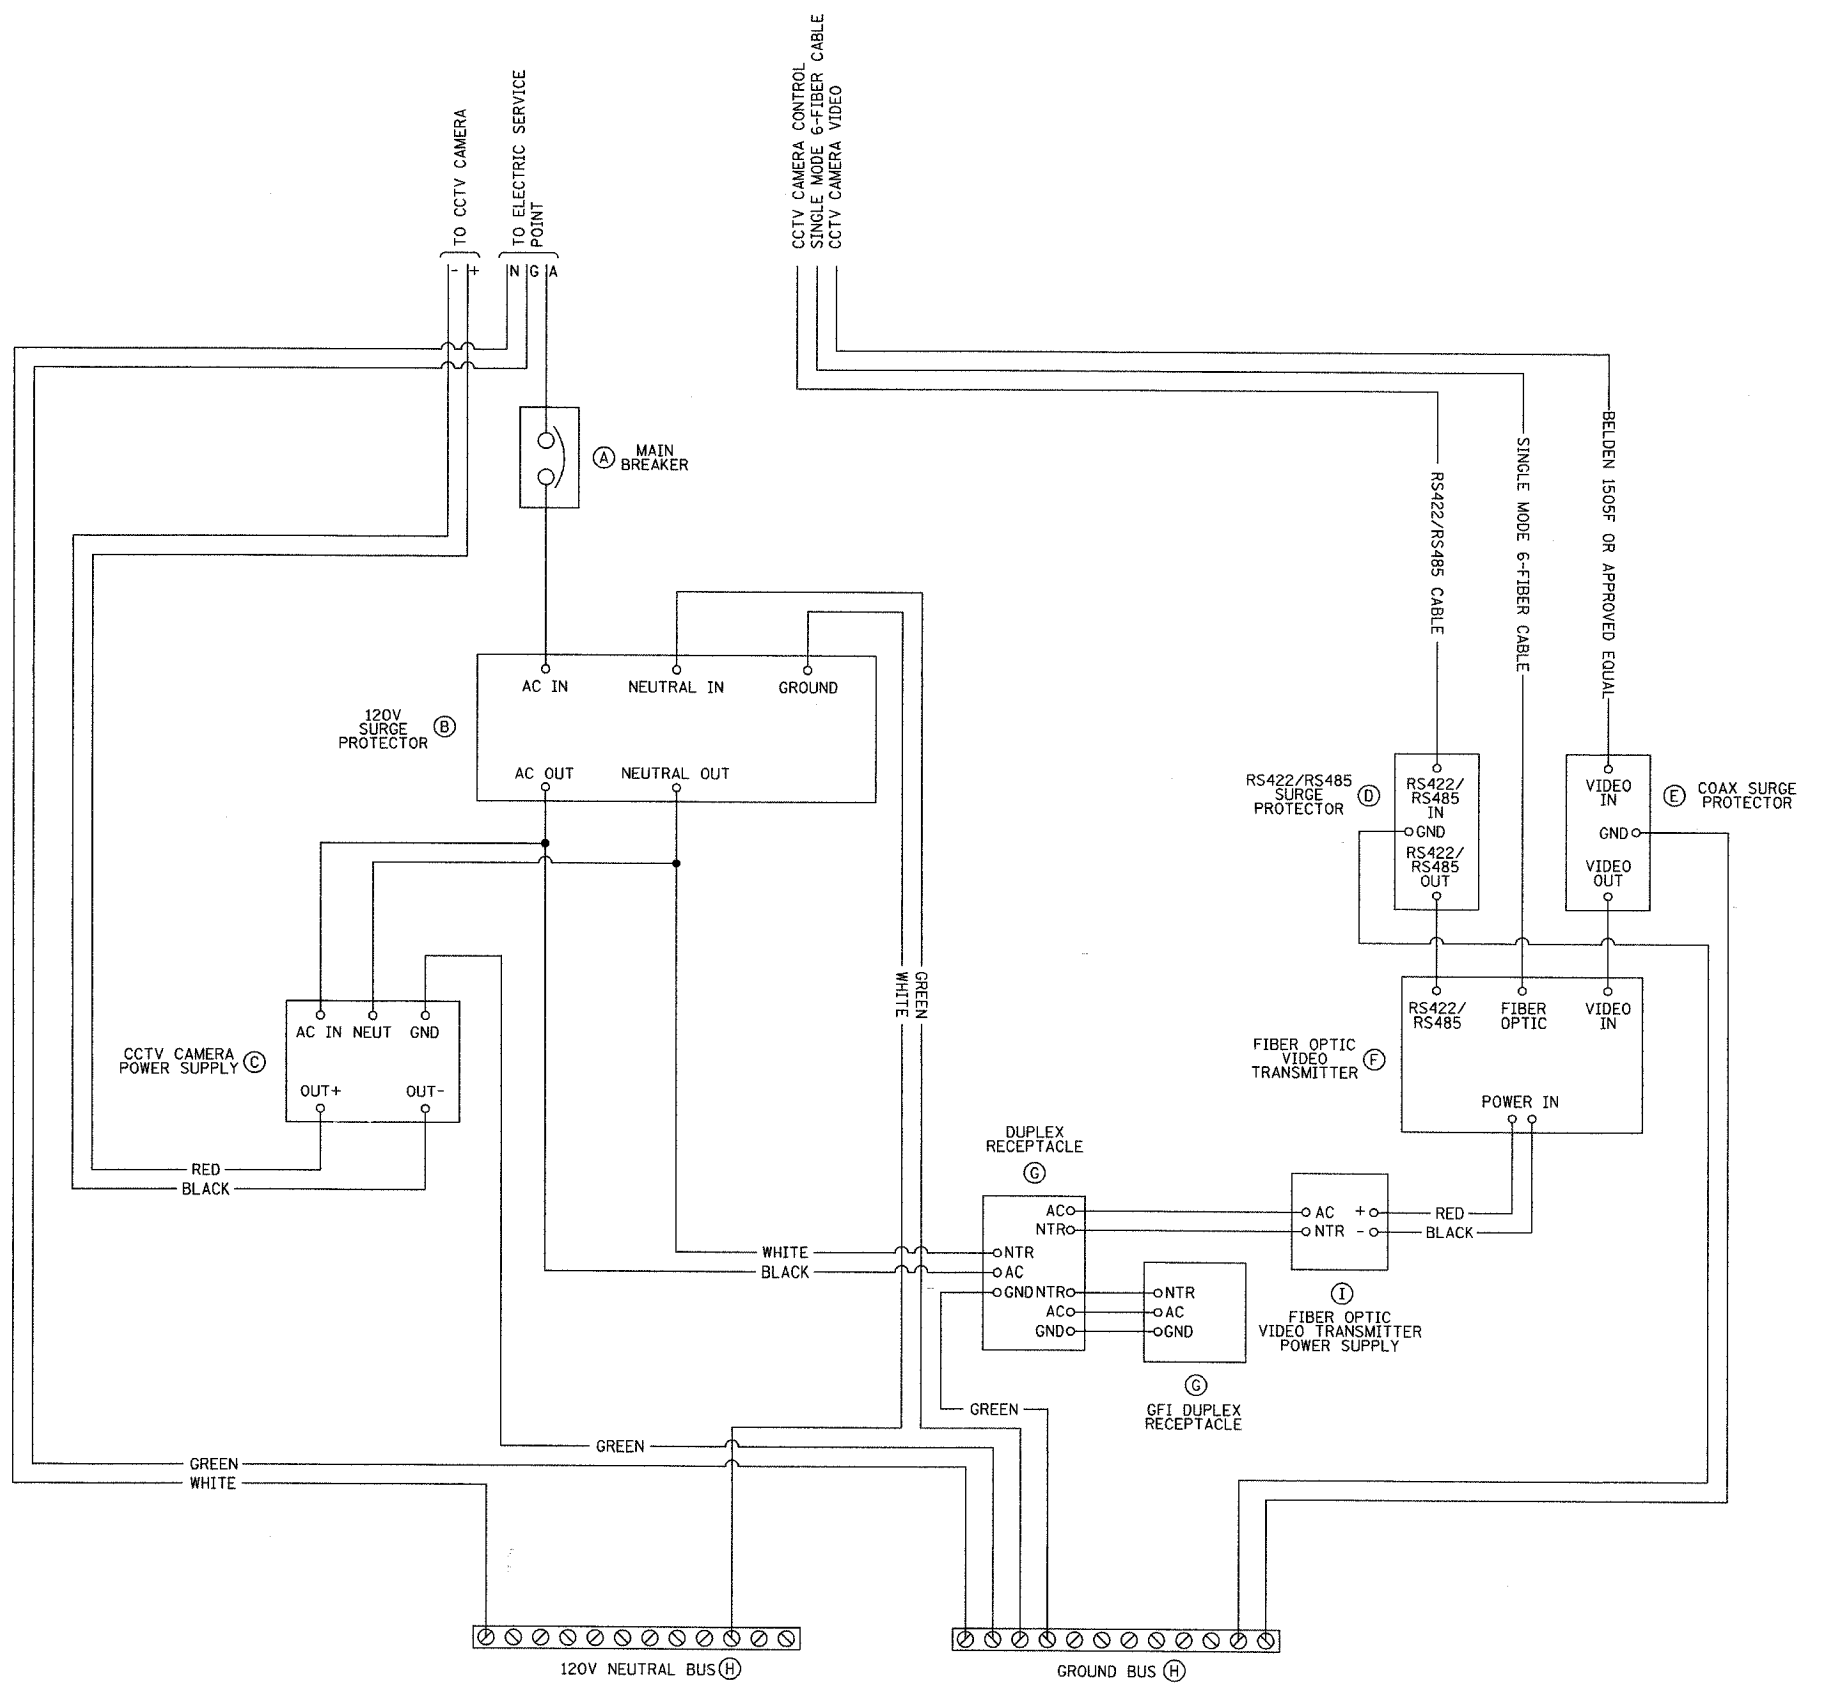 TO CCTV CAMERA
TO ELECTRIC SERVICE
POINT
CCTV CAMERA CONTROL
SINGLE MODE 6-FIBER CABLE
CCTV CAMERA VIDEO
- +
N G A
A MAIN
BREAKER
BELDEN 1505F OR APPROVED EQUAL
SINGLE MODE 6-FIBER CABLE
RS422/RS485 CABLE
AC IN
NEUTRAL IN
GROUND
120V
SURGE
PROTECTOR
B
AC OUT
NEUTRAL OUT
RS422/RS485
SURGE
PROTECTOR
D
RS422/
RS485
IN
GND
RS422/
RS485
OUT
VIDEO
IN
GND
VIDEO
OUT
E
COAX SURGE
PROTECTOR
WHITE
GREEN
AC IN
NEUT
GND
CCTV CAMERA
POWER SUPPLY
C
OUT+
OUT-
RED
BLACK
RS422/
RS485
FIBER
OPTIC
VIDEO
IN
FIBER OPTIC
VIDEO
TRANSMITTER
F
POWER IN
DUPLEX
RECEPTACLE
G
AC
NTR
NTR
AC
GND
NTR
AC
GND
WHITE
BLACK
AC +
NTR -
RED
BLACK
NTR
AC
GND
I
FIBER OPTIC
VIDEO TRANSMITTER
POWER SUPPLY
G
GFI DUPLEX
RECEPTACLE
GREEN
GREEN
GREEN
WHITE
120V NEUTRAL BUS H
GROUND BUS H